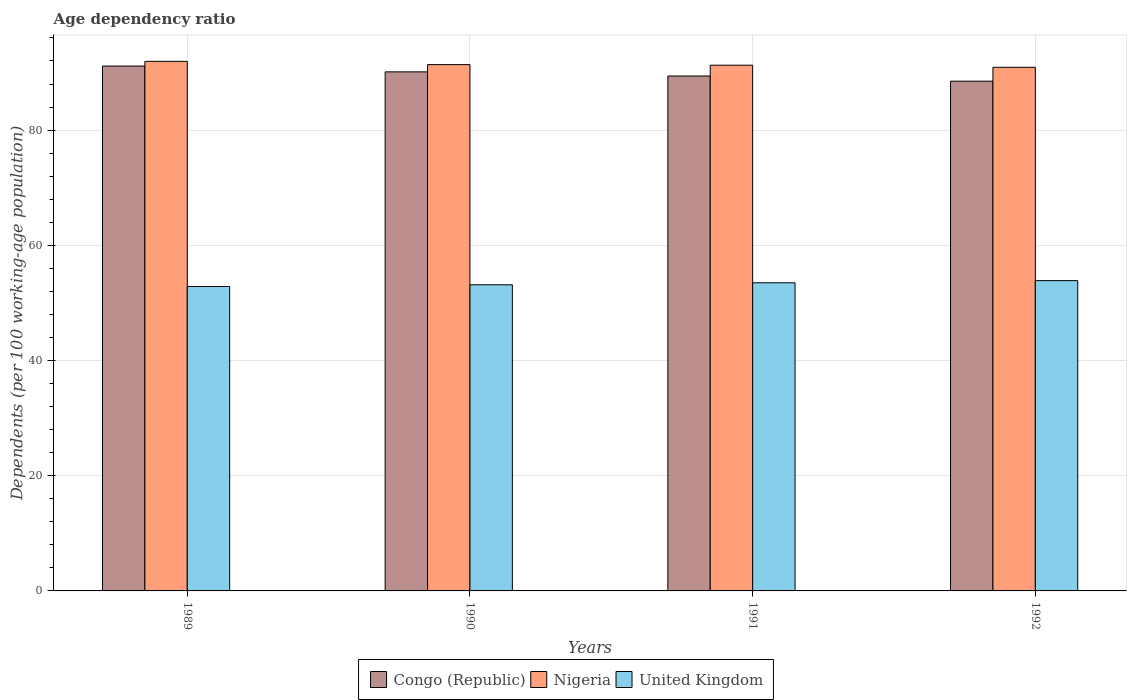 Age dependency ratio
Dependents (per 100 working-age population)
80
60
40
20
0
1989
1990
1991
1992
Years
Congo (Republic)
Nigeria
United Kingdom